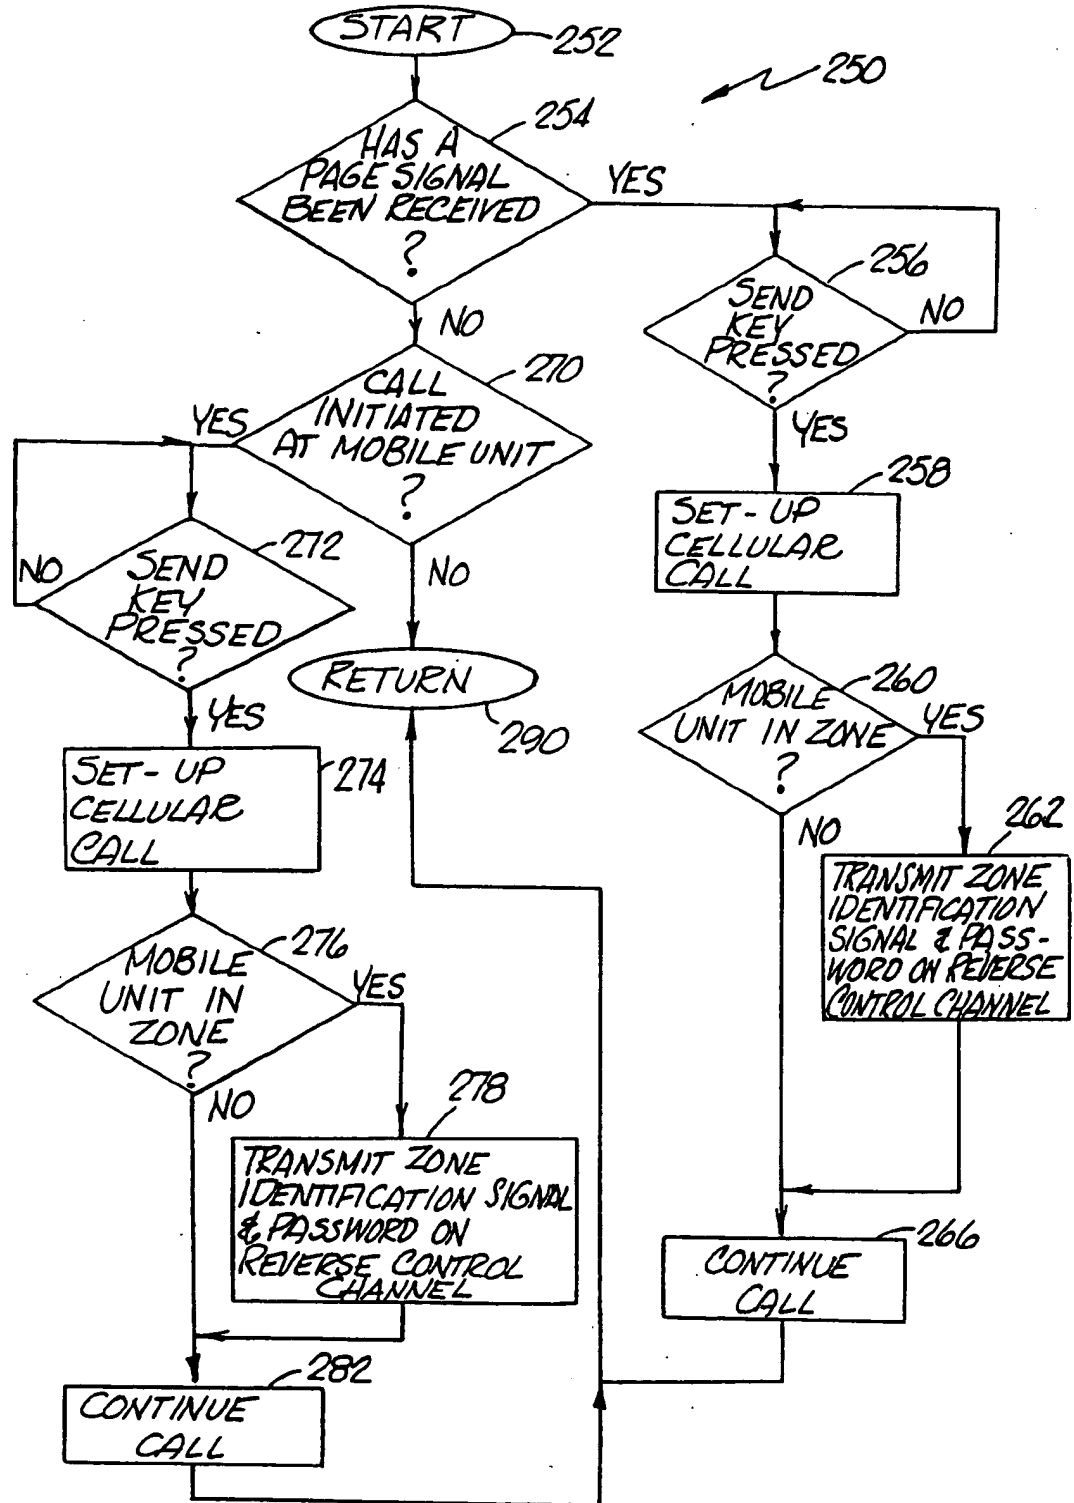 START
252
250
254
HAS A
PAGE SIGNAL
BEEN RECEIVED
?
YES
256
SEND
KEY
PRESSED
?
NO
YES
NO
270
CALL
INITIATED
AT MOBILE UNIT
?
YES
NO
272
SEND
KEY
PRESSED
?
NO
YES
258
SET-UP
CELLULAR
CALL
RETURN
290
260
MOBILE
UNIT IN ZONE
?
YES
NO
274
SET-UP
CELLULAR
CALL
262
TRANSMIT ZONE
IDENTIFICATION
SIGNAL & PASS-
WORD ON REVERSE
CONTROL CHANNEL
276
MOBILE
UNIT IN
ZONE
?
YES
NO
278
TRANSMIT ZONE
IDENTIFICATION SIGNAL
& PASSWORD ON
REVERSE CONTROL
CHANNEL
266
CONTINUE
CALL
282
CONTINUE
CALL